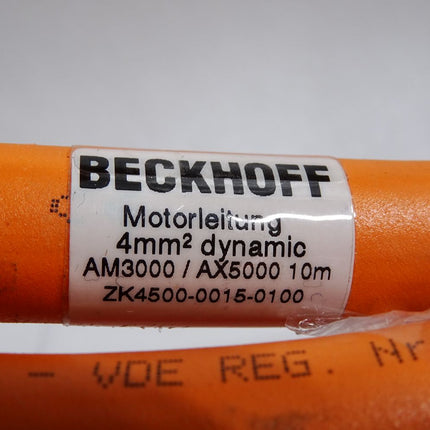 BECKHOFF
Motorleitung
4mm² dynamic
AM3000 / AX5000 10m
ZK4500-0015-0100
- VDE REG. Nr